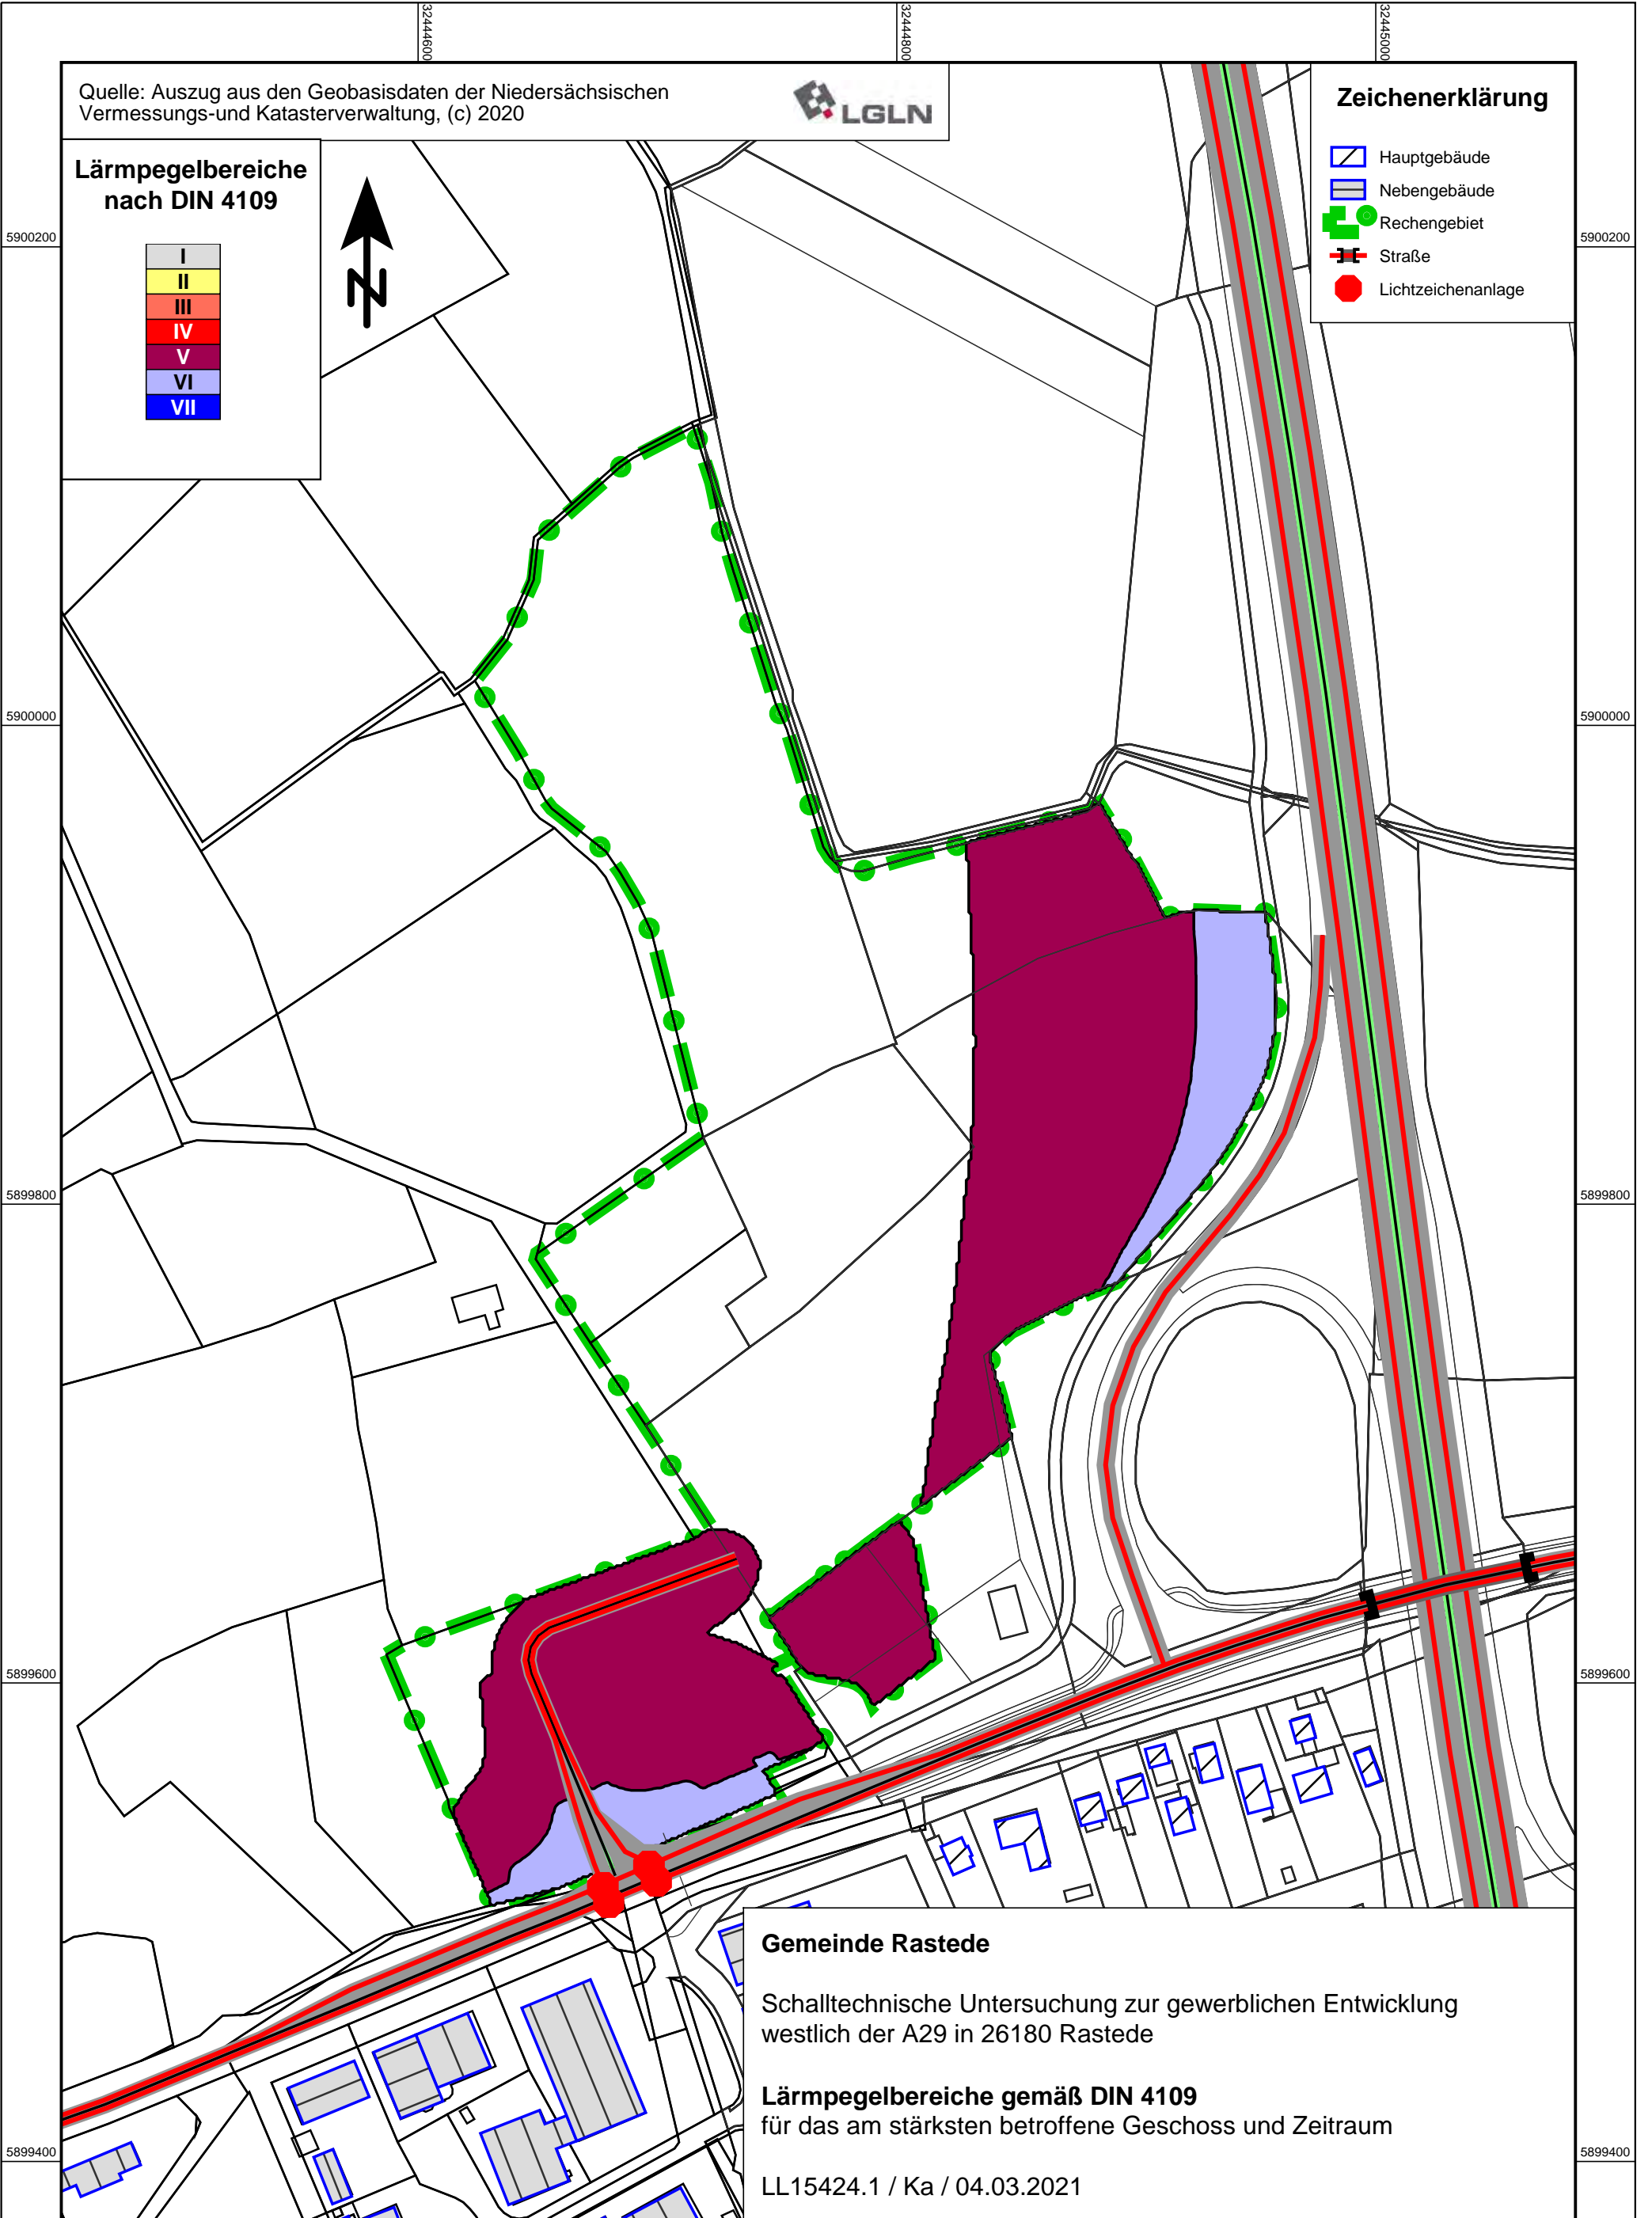 32444600
32444800
32445000
Quelle: Auszug aus den Geobasisdaten der Niedersächsischen
Vermessungs-und Katasterverwaltung, (c) 2020
LGLN
Zeichenerklärung
Hauptgebäude
Nebengebäude
Rechengebiet
Straße
Lichtzeichenanlage
Lärmpegelbereiche
nach DIN 4109
I
II
III
IV
V
VI
VII
N
5900200
5900200
5900000
5900000
5899800
5899800
5899600
5899600
5899400
5899400
Gemeinde Rastede
Schalltechnische Untersuchung zur gewerblichen Entwicklung
westlich der A29 in 26180 Rastede
Lärmpegelbereiche gemäß DIN 4109
für das am stärksten betroffene Geschoss und Zeitraum
LL15424.1 / Ka / 04.03.2021